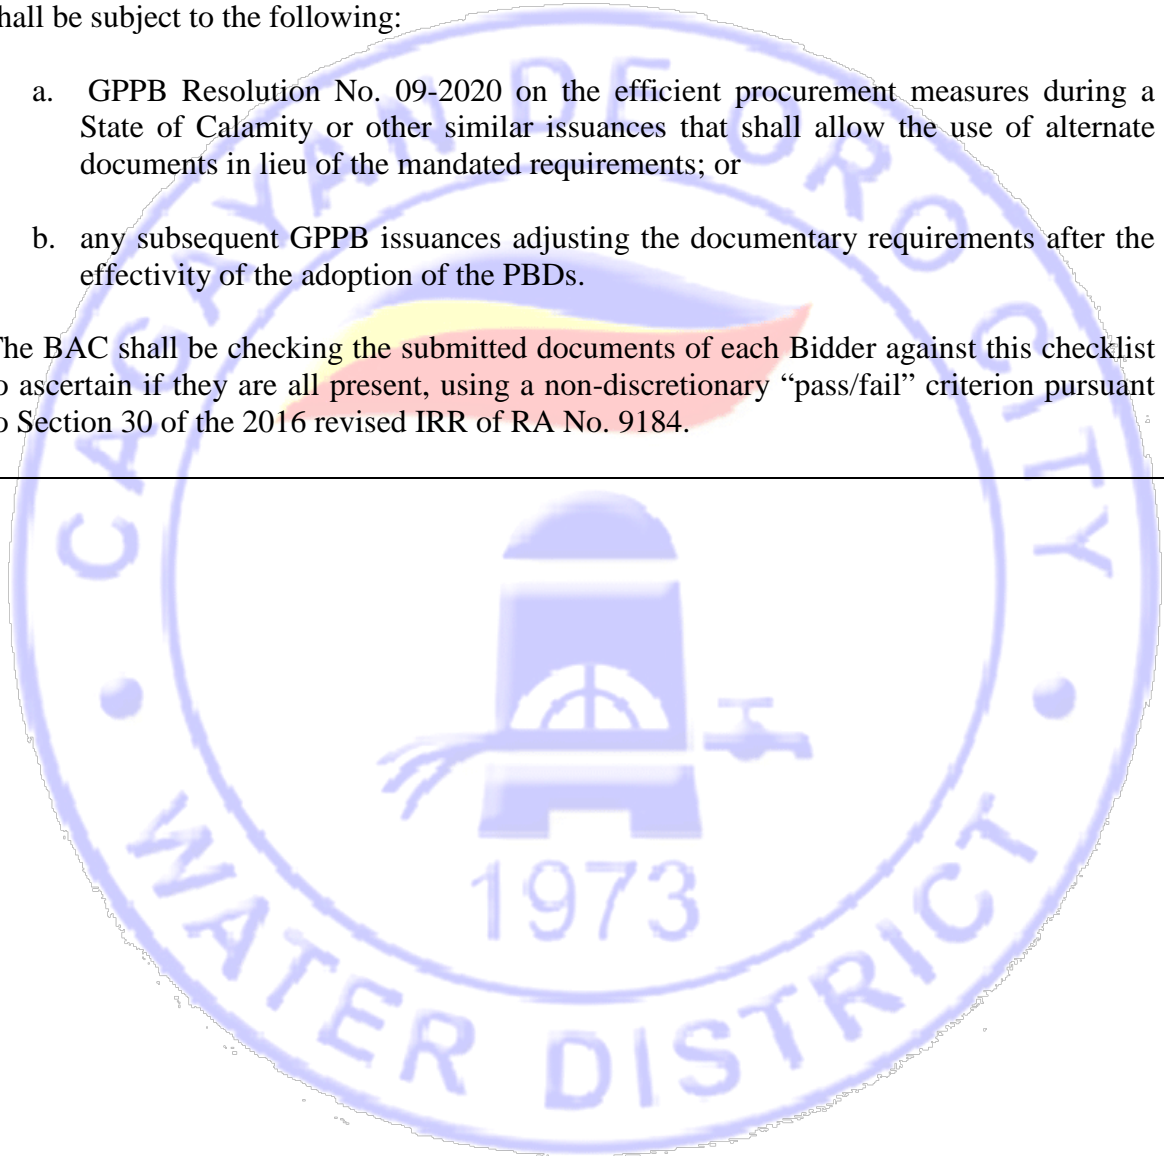 hall be subject to the following:
a. GPPB Resolution No. 09-2020 on the efficient procurement measures during a
State of Calamity or other similar issuances that shall allow the use of alternate
documents in lieu of the mandated requirements; or
b. any subsequent GPPB issuances adjusting the documentary requirements after the
effectivity of the adoption of the PBDs.
The BAC shall be checking the submitted documents of each Bidder against this checklist
o ascertain if they are all present, using a non-discretionary “pass/fail” criterion pursuant
o Section 30 of the 2016 revised IRR of RA No. 9184.
CAGAYAN DE ORO CITY
1973
WATER DISTRICT